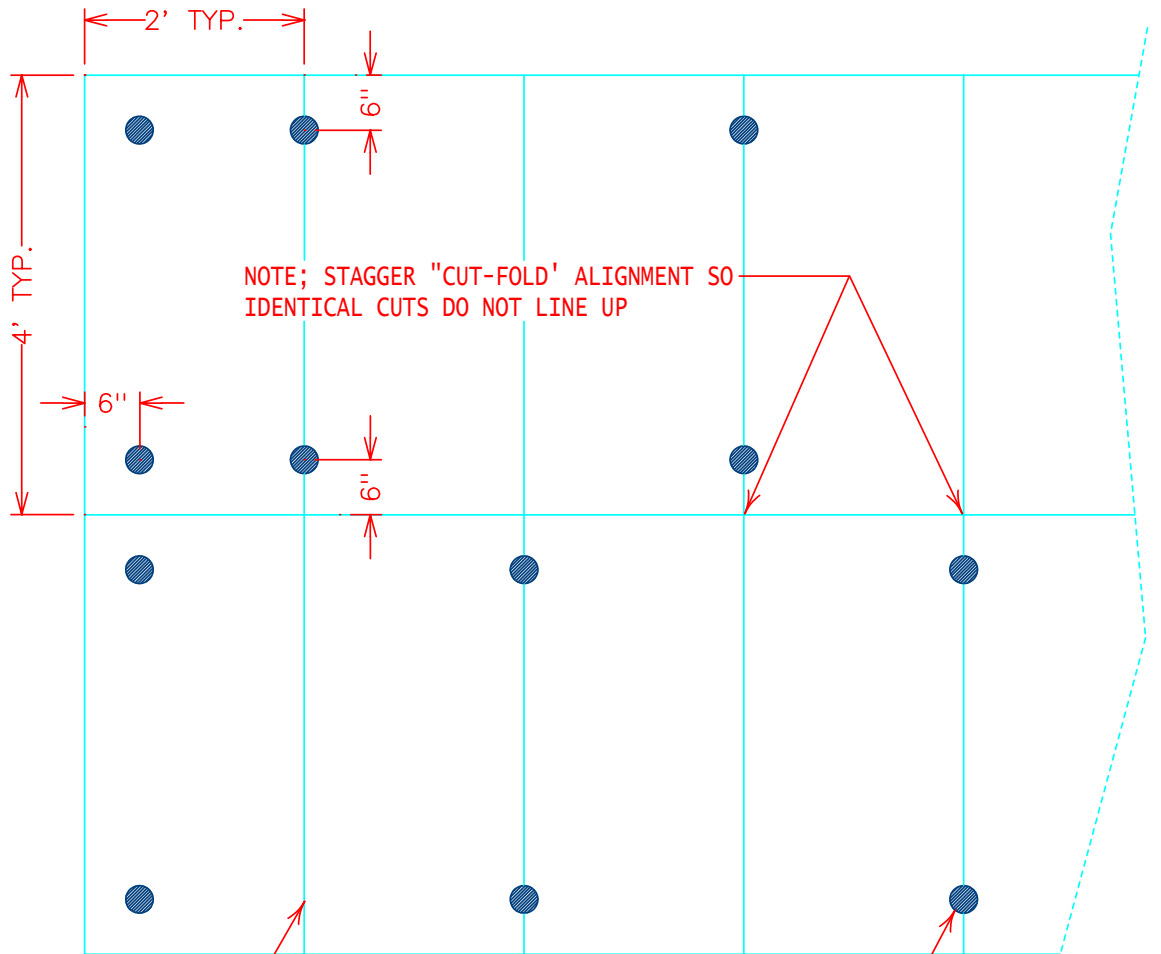 2' TYP.
6"
4' TYP.
NOTE; STAGGER "CUT-FOLD' ALIGNMENT SO
IDENTICAL CUTS DO NOT LINE UP
6"
6"